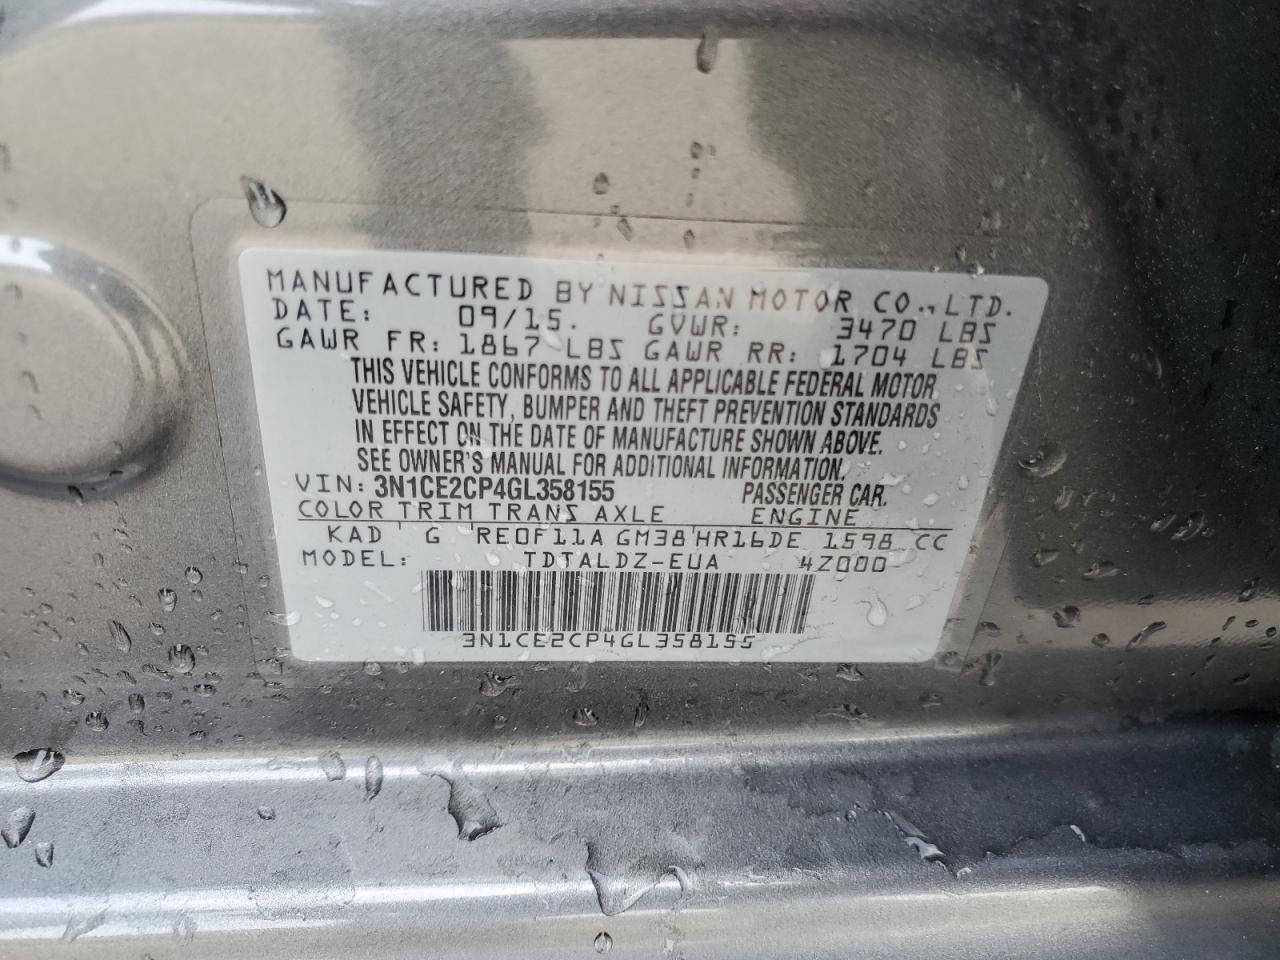 MANUFACTURED BY NISSAN MOTOR CO., LTD.
DATE: 09/15. GVWR: 3470 LBS
GAWR FR: 1867 LBS GAWR RR: 1704 LBS
THIS VEHICLE CONFORMS TO ALL APPLICABLE FEDERAL MOTOR
VEHICLE SAFETY, BUMPER AND THEFT PREVENTION STANDARDS
IN EFFECT ON THE DATE OF MANUFACTURE SHOWN ABOVE.
SEE OWNER'S MANUAL FOR ADDITIONAL INFORMATION.
VIN: 3N1CE2CP4GL358155 PASSENGER CAR.
COLOR TRIM TRANS AXLE ENGINE
KAD G RE0F11A GM38 HR16DE 1598 CC
MODEL: TDTALDZ-EUA 4Z000
3N1CE2CP4GL358155